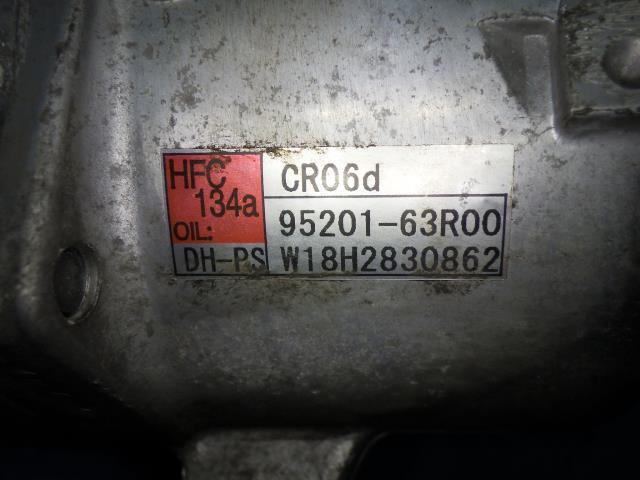 HFC
134a
OIL:
DH-PS
CR06d
95201-63R00
W18H2830862